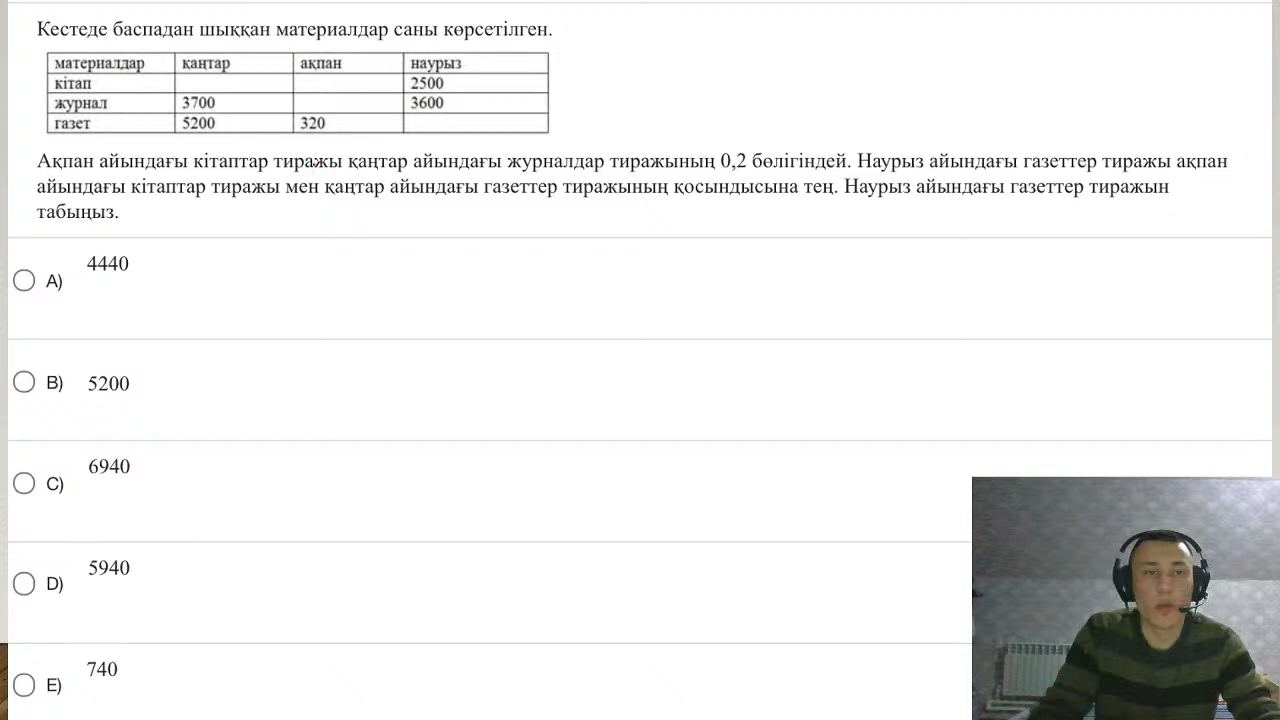 Кестеде баспадан шыққан материалдар саны көрсетілген.
материалдар қаңтар ақпан наурыз
кітап 2500
журнал 3700 3600
газет 5200 320
Ақпан айындағы кітаптар тиражы қаңтар айындағы журналдар тиражының 0,2 бөлігіндей. Наурыз айындағы газеттер тиражы ақпан
айындағы кітаптар тиражы мен қаңтар айындағы газеттер тиражының қосындысына тең. Наурыз айындағы газеттер тиражын
табыңыз.
A) 4440
B) 5200
C) 6940
D) 5940
E) 740